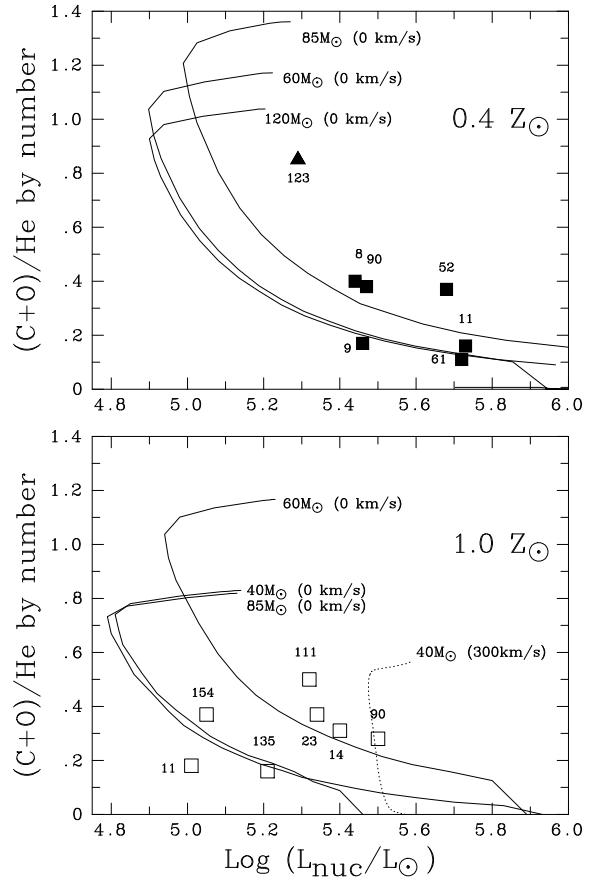 1.4
85M☉ (0 km/s)
1.2
60M☉ (0 km/s)
120M☉ (0 km/s)
1.0
0.4 Z☉
.8
123
.6
8 90
52
.4
11
.2
9
61
0
(C+O)/He by number
4.8 5.0 5.2 5.4 5.6 5.8 6.0
1.4
60M☉ (0 km/s)
1.2
1.0
1.0 Z☉
.8
40M☉ (0 km/s)
85M☉ (0 km/s)
40M☉ (300km/s)
111
.6
154
90
.4
135
23
14
.2
11
0
(C+O)/He by number
4.8 5.0 5.2 5.4 5.6 5.8 6.0
Log (Lnuc/L☉)